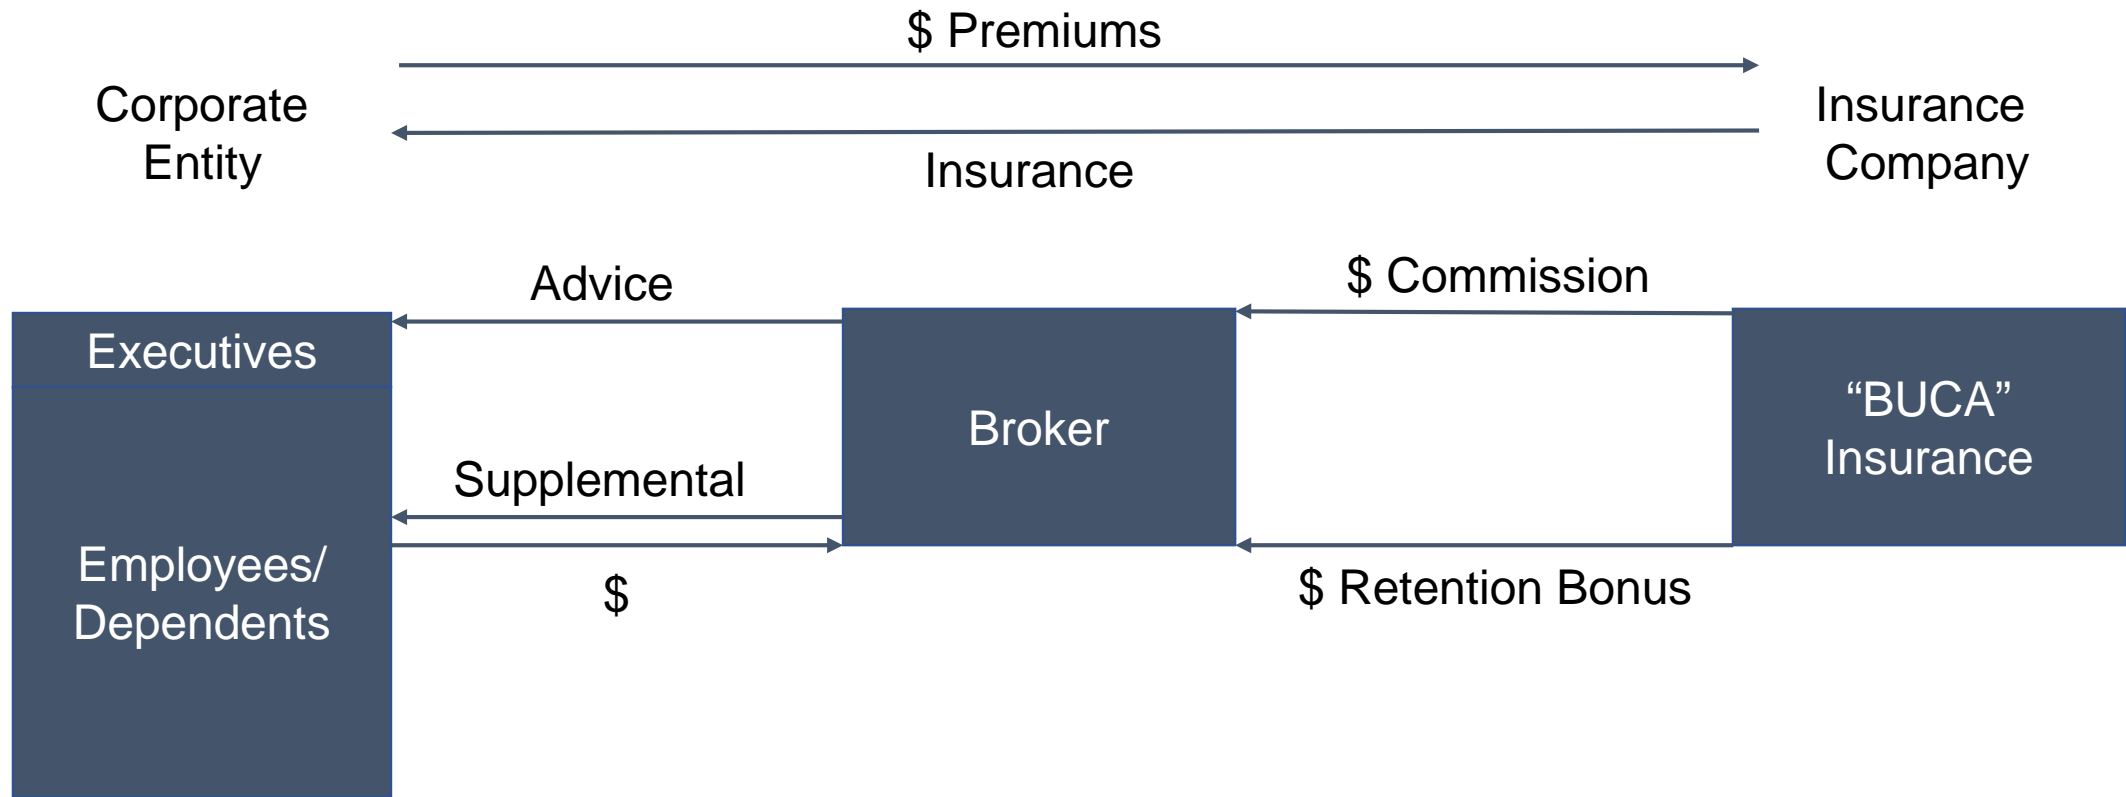 $ Premiums
Corporate
Entity
Insurance
Company
Insurance
Advice
$ Commission
Executives
Broker
“BUCA”
Insurance
Supplemental
Employees/
Dependents
$
$ Retention Bonus